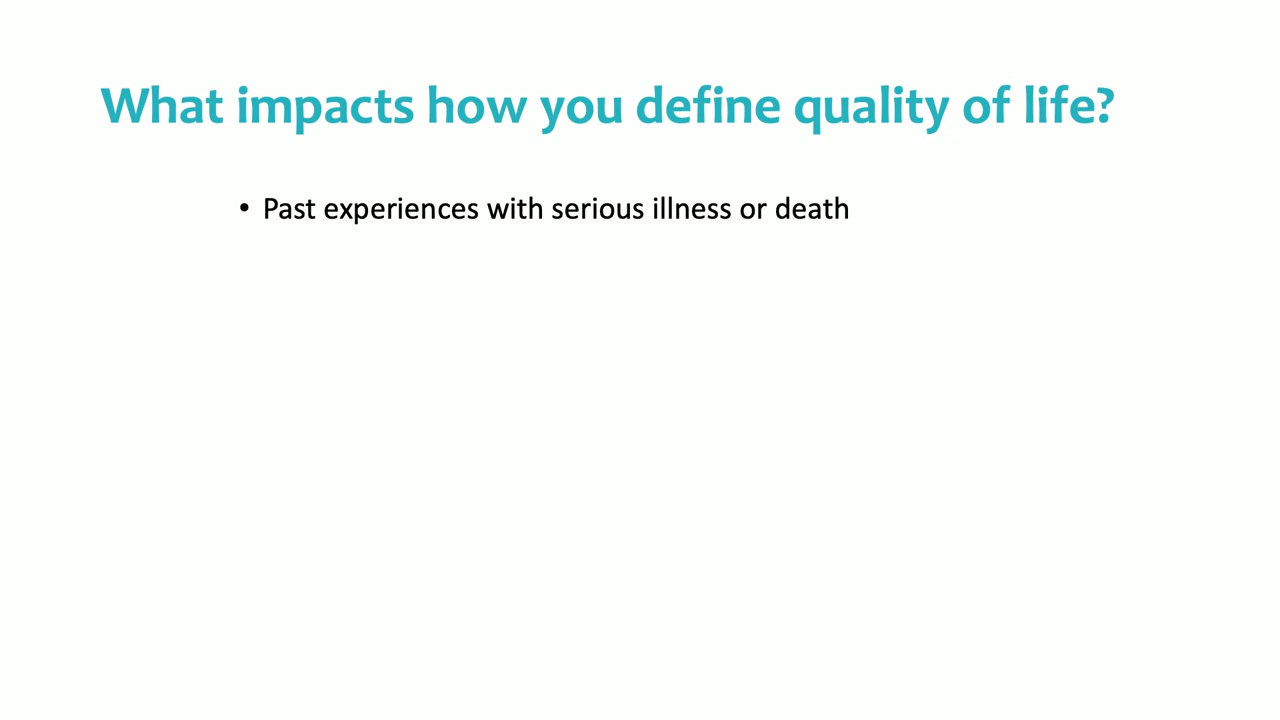 What impacts how you define quality of life?
• Past experiences with serious illness or death